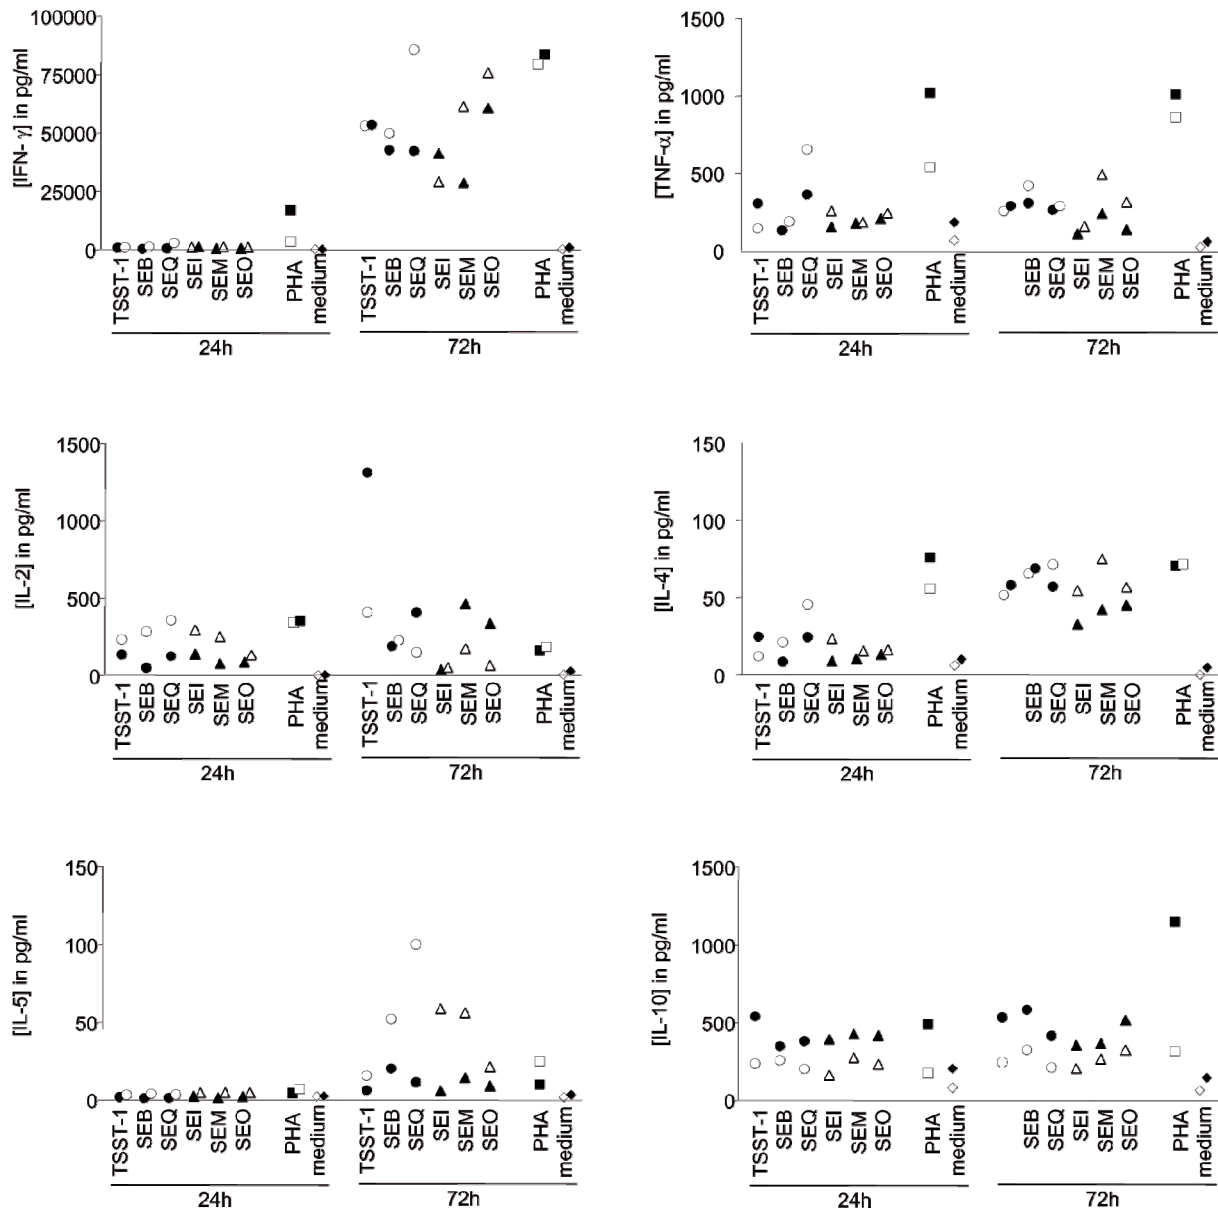 [IFN- γ] in pg/ml
100000
75000
50000
25000
0
TSST-1 SEB SEQ SEI SEM SEO PHA medium
TSST-1 SEB SEQ SEI SEM SEO PHA medium
24h 72h
[TNF-α] in pg/ml
1500
1000
500
0
TSST-1 SEB SEQ SEI SEM SEO PHA medium
SEB SEQ SEI SEM SEO PHA medium
24h 72h
[IL-2] in pg/ml
1500
1000
500
0
TSST-1 SEB SEQ SEI SEM SEO PHA medium
TSST-1 SEB SEQ SEI SEM SEO PHA medium
24h 72h
[IL-4] in pg/ml
150
100
50
0
TSST-1 SEB SEQ SEI SEM SEO PHA medium
SEB SEQ SEI SEM SEO PHA medium
24h 72h
[IL-5] in pg/ml
150
100
50
0
TSST-1 SEB SEQ SEI SEM SEO PHA medium
TSST-1 SEB SEQ SEI SEM SEO PHA medium
24h 72h
[IL-10] in pg/ml
1500
1000
500
0
TSST-1 SEB SEQ SEI SEM SEO PHA medium
SEB SEQ SEI SEM SEO PHA medium
24h 72h